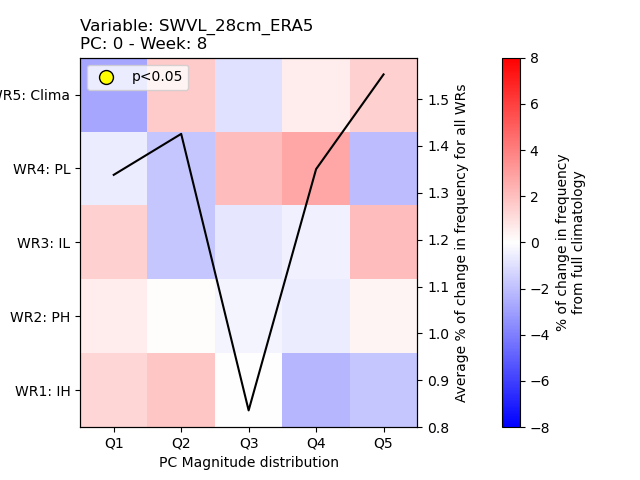 Variable: SWVL_28cm_ERA5
PC: 0 - Week: 8
p<0.05
WR5: Clima
WR4: PL
WR3: IL
WR2: PH
WR1: IH
Q1 Q2 Q3 Q4 Q5
PC Magnitude distribution
1.5
1.4
1.3
1.2
1.1
1.0
0.9
0.8
Average % of change in frequency for all WRs
8
6
4
2
0
−2
−4
−6
−8
% of change in frequency
from full climatology